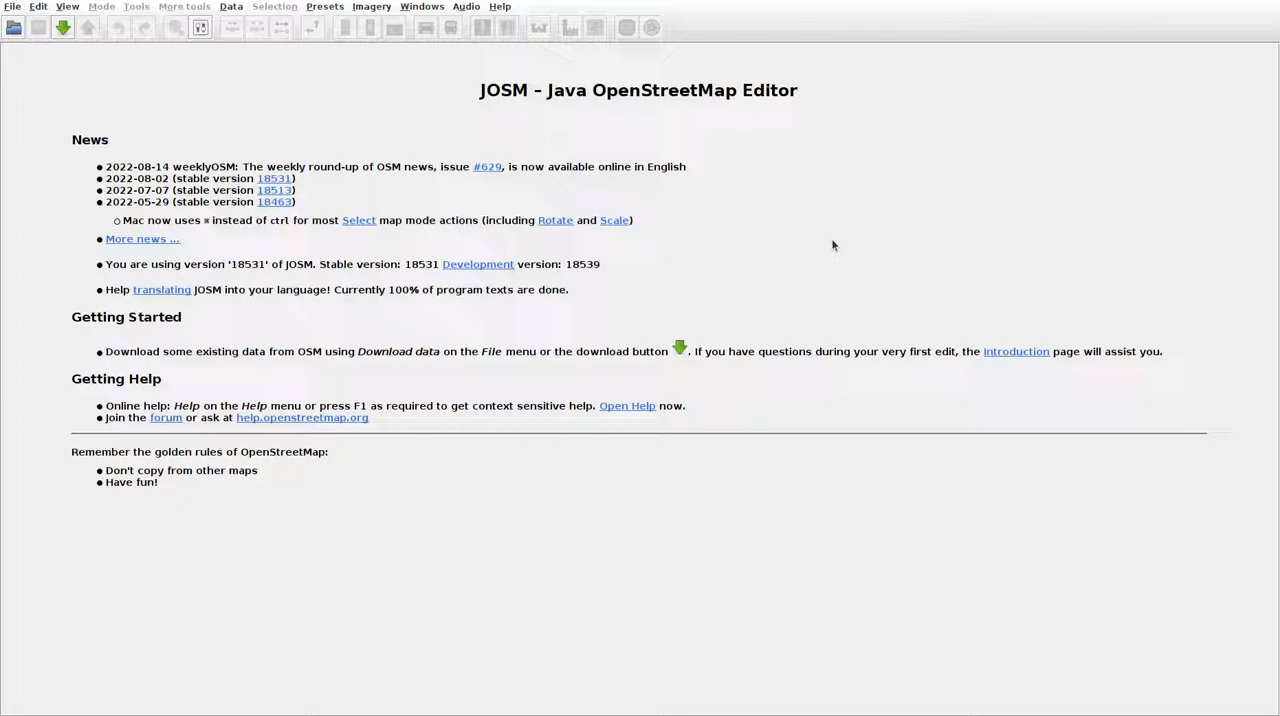 File Edit View Mode Tools More tools Data Selection Presets Imagery Windows Audio Help
JOSM – Java OpenStreetMap Editor
News
● 2022-08-14 weeklyOSM: The weekly round-up of OSM news, issue #629, is now available online in English
● 2022-08-02 (stable version 18531)
● 2022-07-07 (stable version 18513)
● 2022-05-29 (stable version 18463)
○ Mac now uses ⌘ instead of ctrl for most Select map mode actions (including Rotate and Scale)
● More news ...
● You are using version '18531' of JOSM. Stable version: 18531 Development version: 18539
● Help translating JOSM into your language! Currently 100% of program texts are done.
Getting Started
● Download some existing data from OSM using Download data on the File menu or the download button . If you have questions during your very first edit, the Introduction page will assist you.
Getting Help
● Online help: Help on the Help menu or press F1 as required to get context sensitive help. Open Help now.
● Join the forum or ask at help.openstreetmap.org
Remember the golden rules of OpenStreetMap:
● Don't copy from other maps
● Have fun!